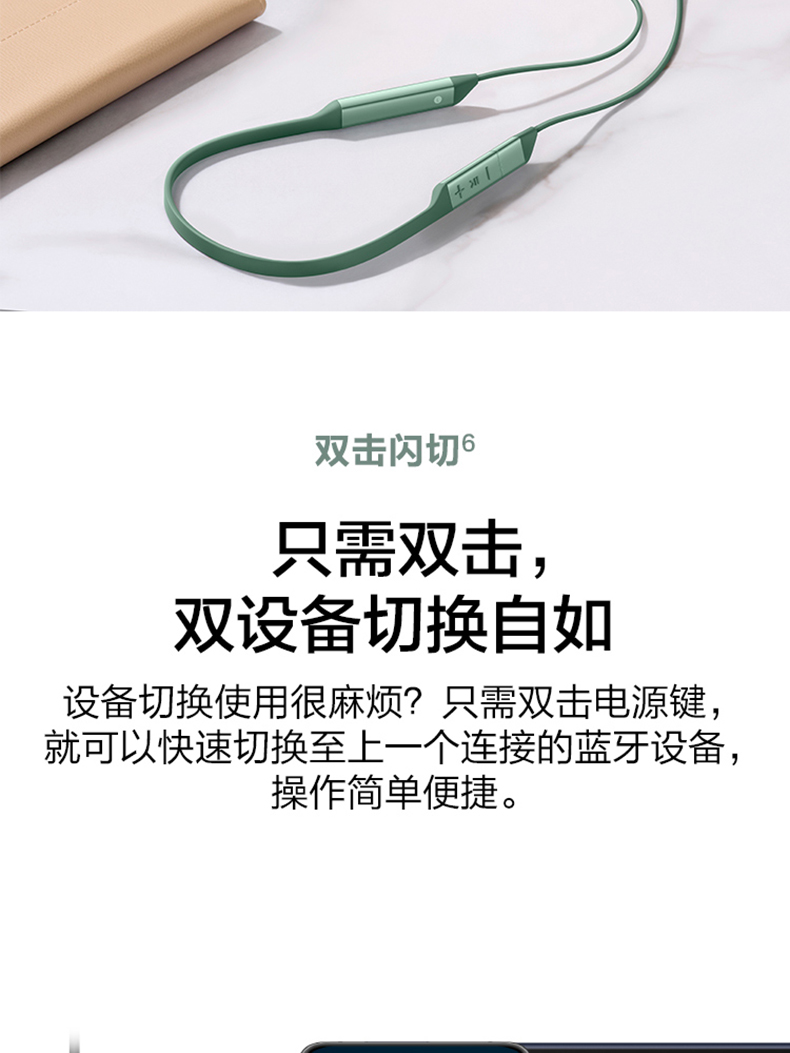 双击闪切6
只需双击，
双设备切换自如
设备切换使用很麻烦？只需双击电源键，
就可以快速切换至上一个连接的蓝牙设备，
操作简单便捷。